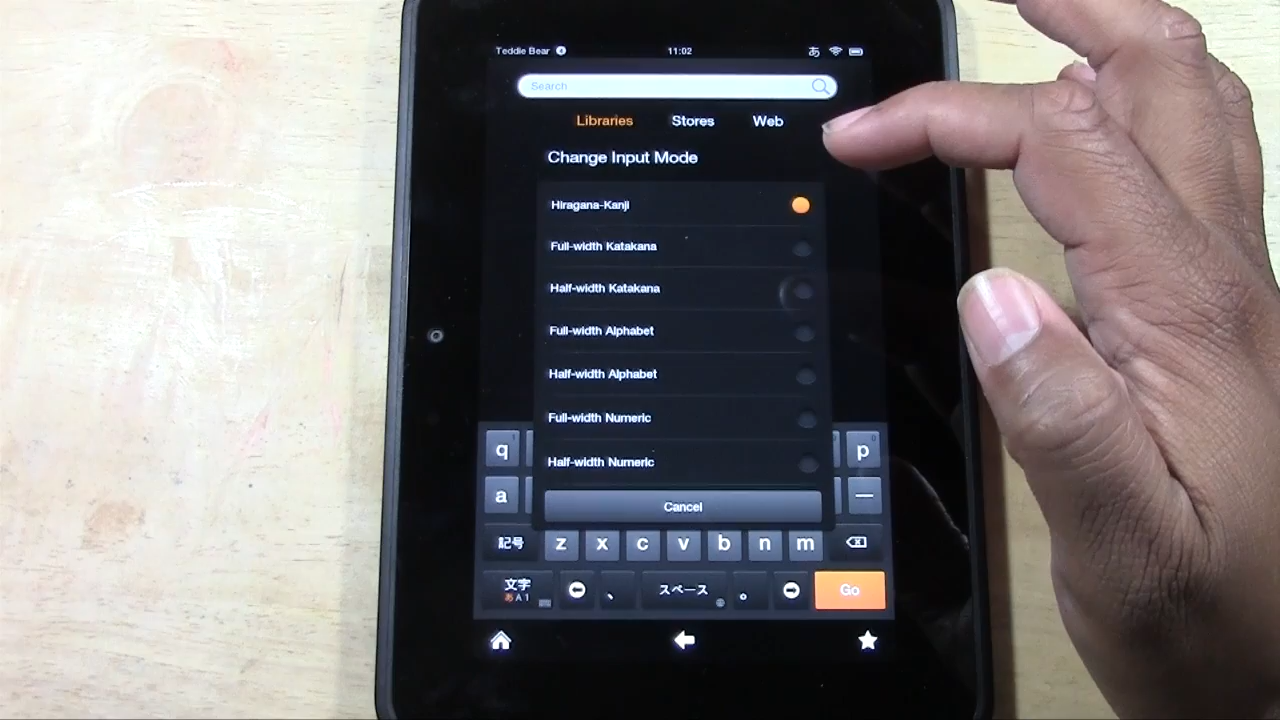 Teddie Bear 11:02 あ
Search
Libraries Stores Web
Change Input Mode
Hiragana-Kanji
Full-width Katakana
Half-width Katakana
Full-width Alphabet
Half-width Alphabet
Full-width Numeric
Half-width Numeric
Cancel
q p
a ー
記号 z x c v b n m
文字 、 スペース 。 Go
あ A 1